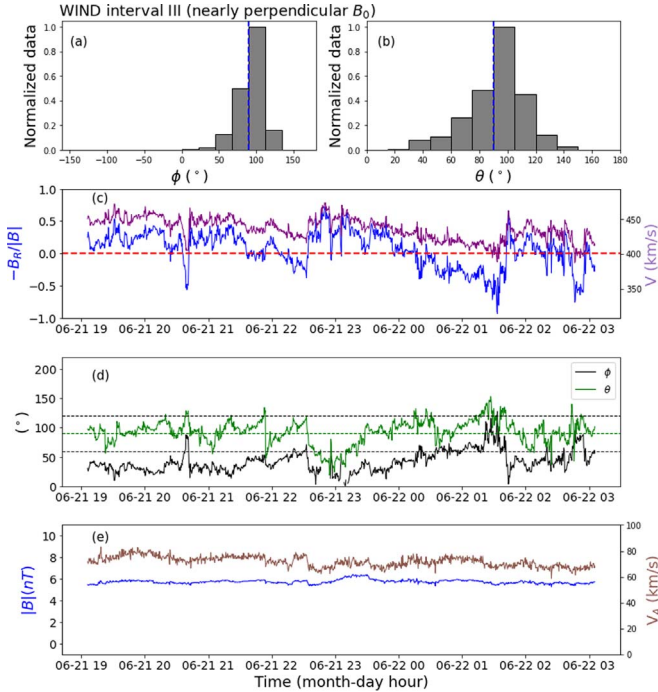 WIND interval III (nearly perpendicular B₀)
Normalized data
1.0
0.8
0.6
0.4
0.2
0.0
(a)
-150 -100 -50 0 50 100 150
ϕ (°)
Normalized data
1.0
0.8
0.6
0.4
0.2
0.0
(b)
0 20 40 60 80 100 120 140 160 180
θ (°)
−B_R/|B|
1.0
0.5
0.0
−0.5
−1.0
(c)
450
400
350
V (km/s)
06-21 19 06-21 20 06-21 21 06-21 22 06-21 23 06-22 00 06-22 01 06-22 02 06-22 03
(°)
200
150
100
50
0
(d)
ϕ
θ
06-21 19 06-21 20 06-21 21 06-21 22 06-21 23 06-22 00 06-22 01 06-22 02 06-22 03
|B|(nT)
10
8
6
4
2
0
(e)
100
80
60
40
20
0
V_A (km/s)
06-21 19 06-21 20 06-21 21 06-21 22 06-21 23 06-22 00 06-22 01 06-22 02 06-22 03
Time (month-day hour)